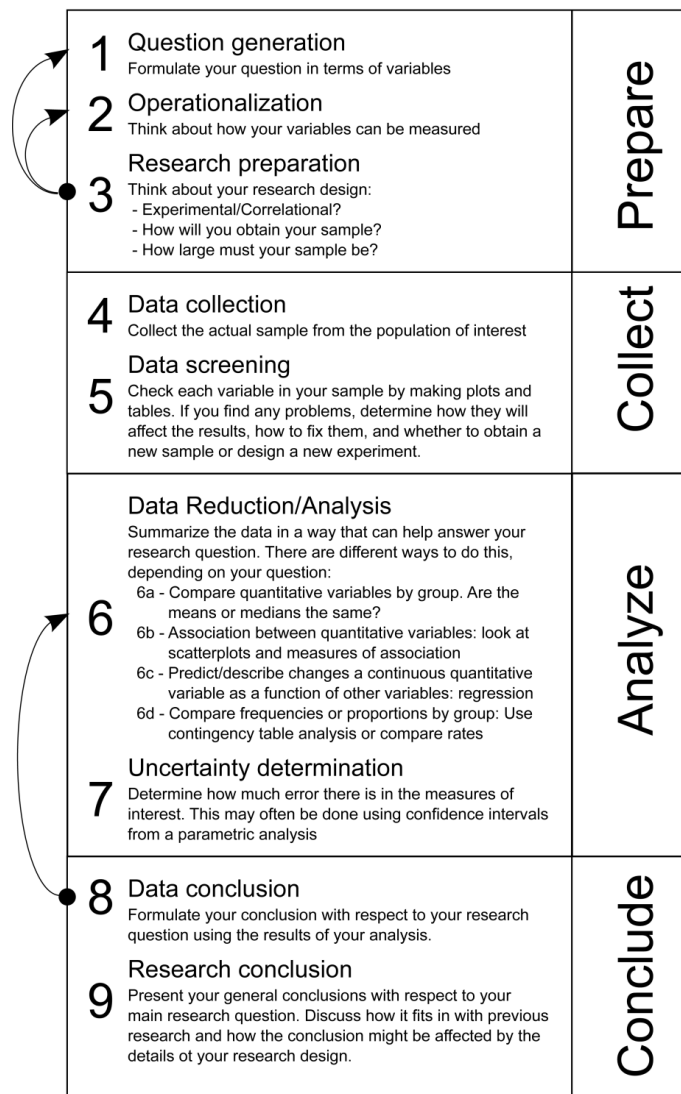 1 Question generation
Formulate your question in terms of variables
2 Operationalization
Think about how your variables can be measured
3 Research preparation
Think about your research design:
- Experimental/Correlational?
- How will you obtain your sample?
- How large must your sample be?
Prepare
4 Data collection
Collect the actual sample from the population of interest
5 Data screening
Check each variable in your sample by making plots and
tables. If you find any problems, determine how they will
affect the results, how to fix them, and whether to obtain a
new sample or design a new experiment.
Collect
6 Data Reduction/Analysis
Summarize the data in a way that can help answer your
research question. There are different ways to do this,
depending on your question:
6a - Compare quantitative variables by group. Are the
means or medians the same?
6b - Association between quantitative variables: look at
scatterplots and measures of association
6c - Predict/describe changes a continuous quantitative
variable as a function of other variables: regression
6d - Compare frequencies or proportions by group: Use
contingency table analysis or compare rates
7 Uncertainty determination
Determine how much error there is in the measures of
interest. This may often be done using confidence intervals
from a parametric analysis
Analyze
8 Data conclusion
Formulate your conclusion with respect to your research
question using the results of your analysis.
9 Research conclusion
Present your general conclusions with respect to your
main research question. Discuss how it fits in with previous
research and how the conclusion might be affected by the
details ot your research design.
Conclude